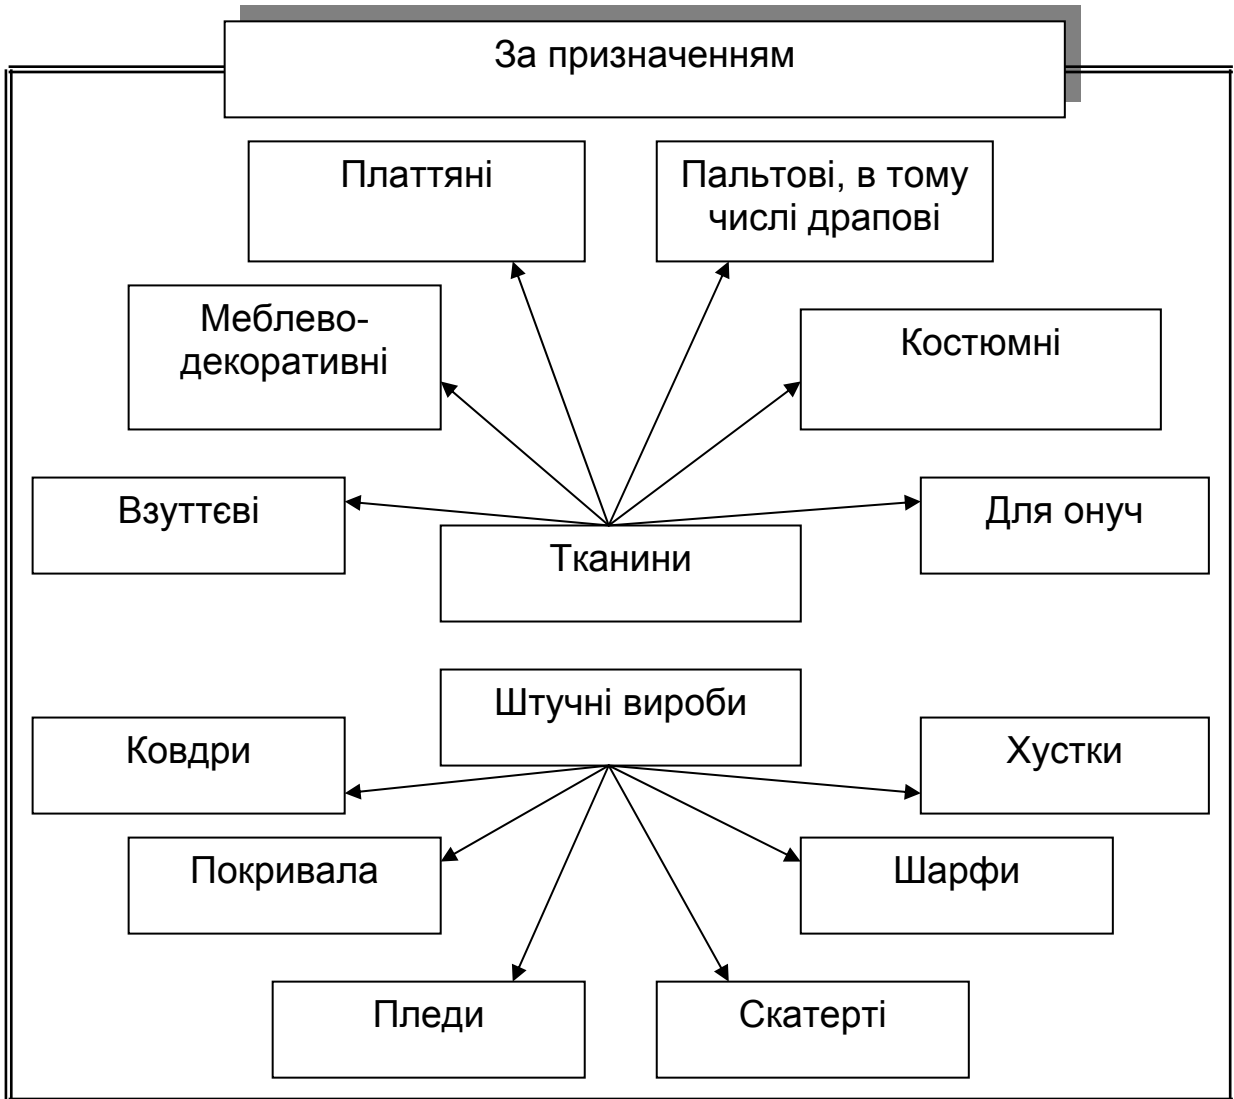 За призначенням
Платтяні
Пальтові, в тому
числі драпові
Меблево-
декоративні
Костюмні
Взуттєві
Для онуч
Тканини
Штучні вироби
Ковдри
Хустки
Покривала
Шарфи
Пледи
Скатерті